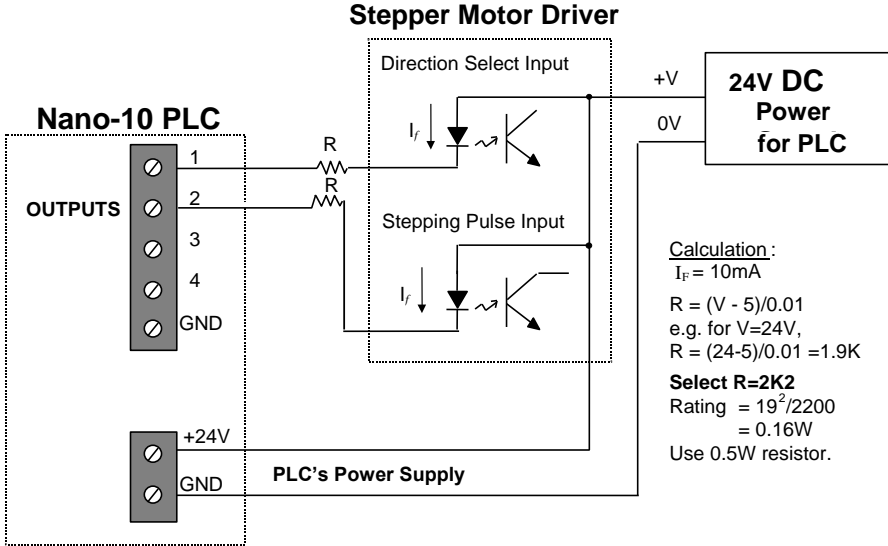 Stepper Motor Driver
Direction Select Input
I_f
+V
0V
24V DC
Power
for PLC
Nano-10 PLC
OUTPUTS
1
2
3
4
GND
R
R
Stepping Pulse Input
I_f
Calculation :
I_F = 10mA
R = (V - 5)/0.01
e.g. for V=24V,
R = (24-5)/0.01 =1.9K
Select R=2K2
Rating = 19²/2200
= 0.16W
Use 0.5W resistor.
+24V
GND
PLC's Power Supply